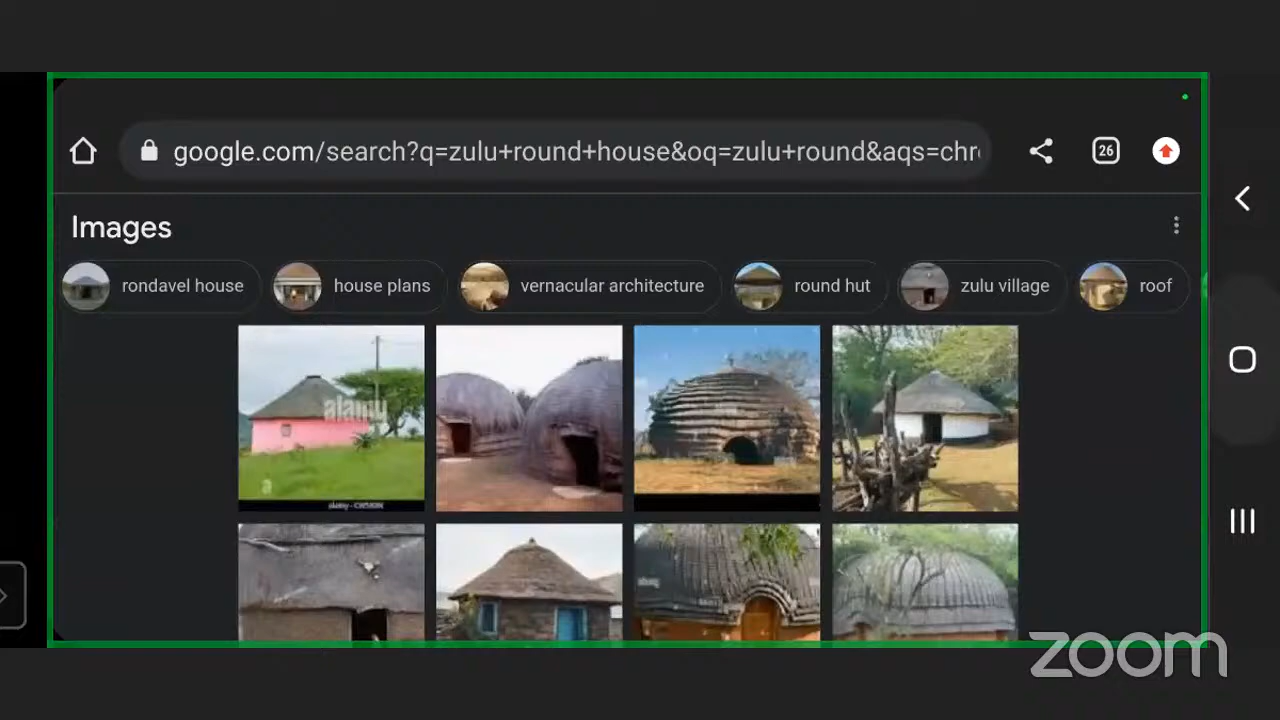 google.com/search?q=zulu+round+house&oq=zulu+round&aqs=chr
26
Images
rondavel house
house plans
vernacular architecture
round hut
zulu village
roof
alamy
a
alamy
zoom